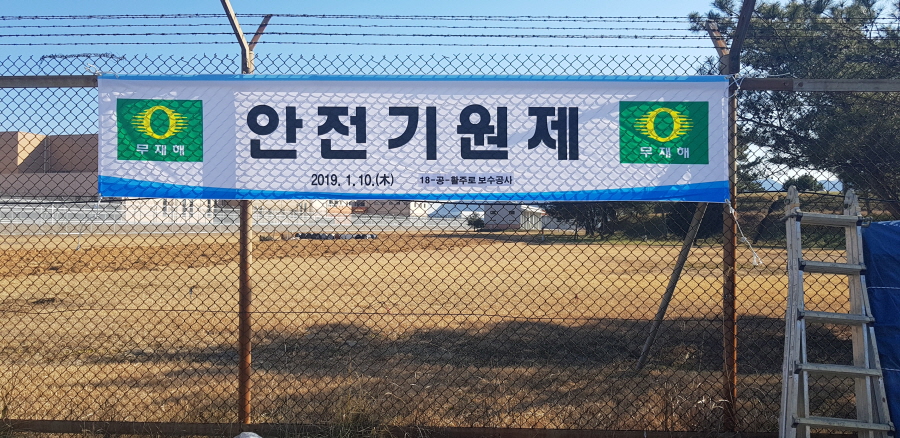 안전기원제
무재해
무재해
2019. 1. 10.(木) 18-공-활주로 보수공사